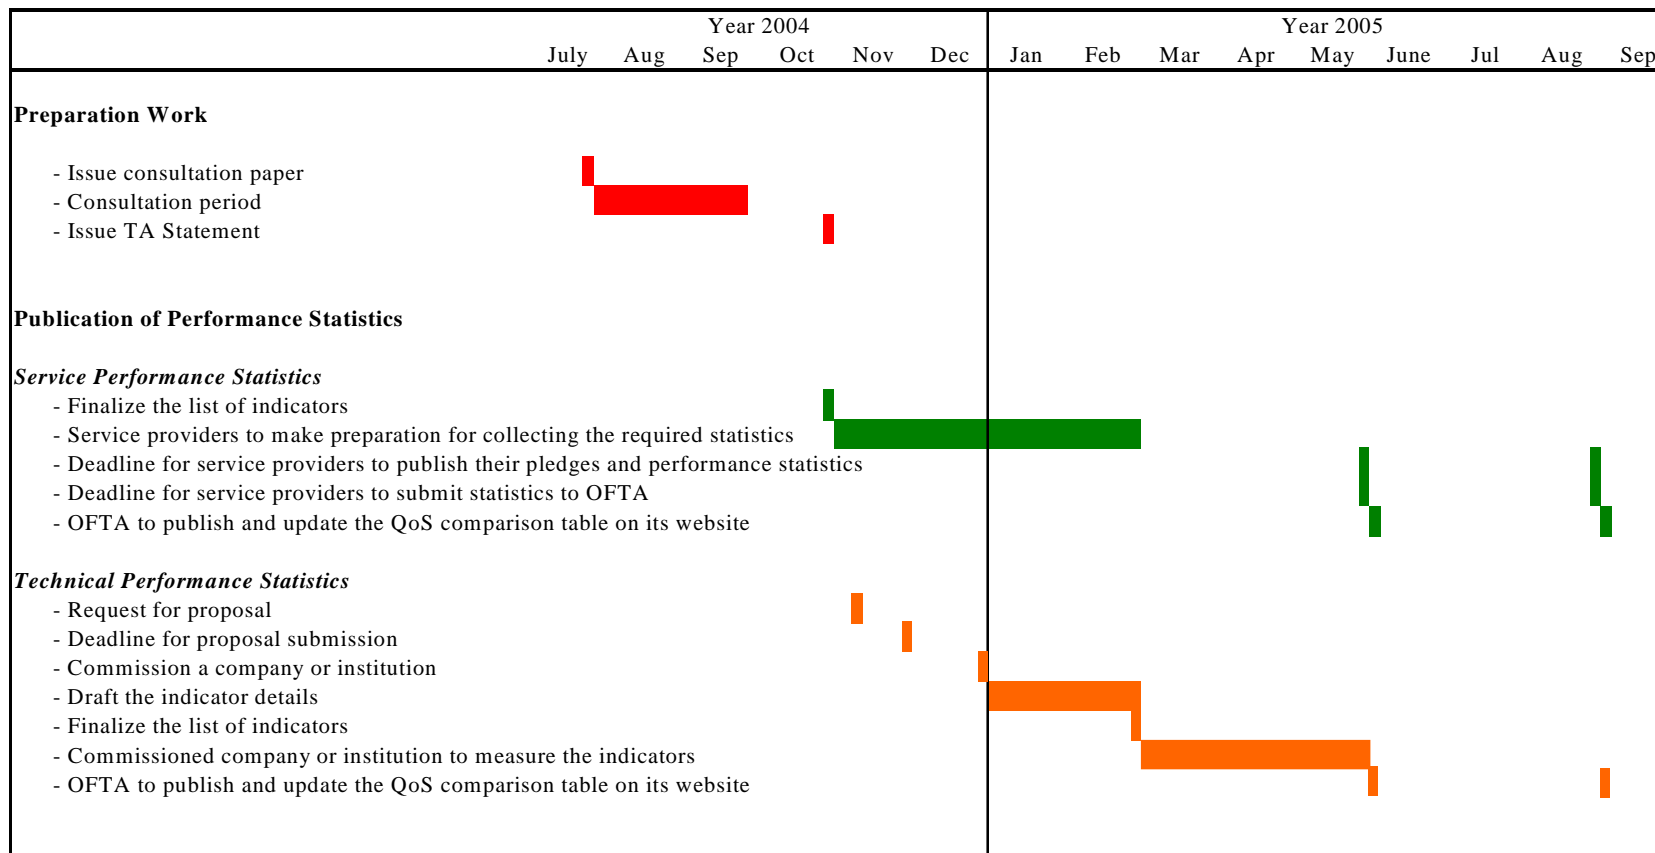 Year 2004 Year 2005
July Aug Sep Oct Nov Dec Jan Feb Mar Apr May June Jul Aug Sep
Preparation Work
- Issue consultation paper
- Consultation period
- Issue TA Statement
Publication of Performance Statistics
Service Performance Statistics
- Finalize the list of indicators
- Service providers to make preparation for collecting the required statistics
- Deadline for service providers to publish their pledges and performance statistics
- Deadline for service providers to submit statistics to OFTA
- OFTA to publish and update the QoS comparison table on its website
Technical Performance Statistics
- Request for proposal
- Deadline for proposal submission
- Commission a company or institution
- Draft the indicator details
- Finalize the list of indicators
- Commissioned company or institution to measure the indicators
- OFTA to publish and update the QoS comparison table on its website